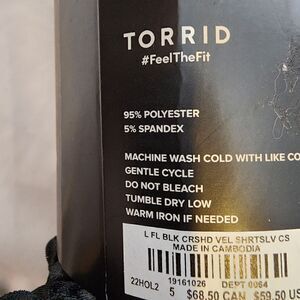 TORRID
#FeelTheFit
95% POLYESTER
5% SPANDEX
MACHINE WASH COLD WITH LIKE CO
GENTLE CYCLE
DO NOT BLEACH
TUMBLE DRY LOW
WARM IRON IF NEEDED
L FL BLK CRSHD VEL SHRTSLV CS
MADE IN CAMBODIA
22HOL2 19161026 DEPT 0064
5 $68.50 CAN $59.50 US